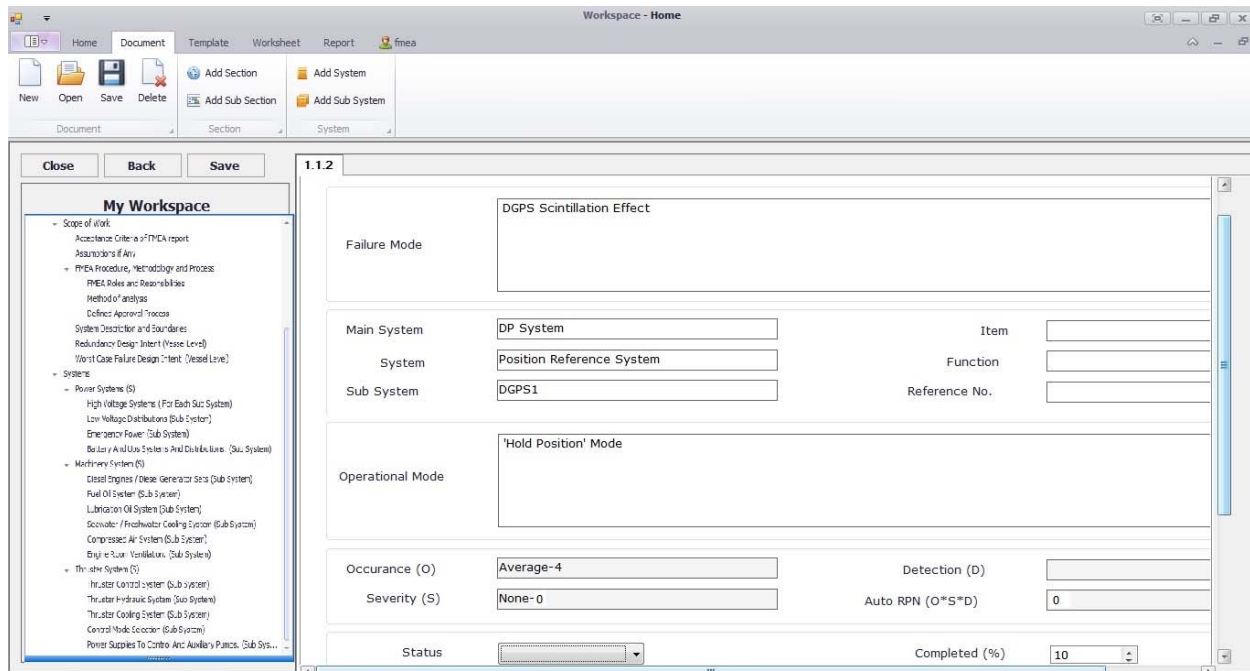 Workspace - Home
Home Document Template Worksheet Report fmea
New Open Save Delete
Add Section
Add Sub Section
Add System
Add Sub System
Document Section System
Close Back Save
1.1.2
My Workspace
Scope of Work
Acceptance Criteria of FMEA report
Assumptions if Any
FMEA Procedure, Methodology and Process
FMEA Roles and Responsibilities
Method of analysis
Defined Approval Process
System Description and Boundaries
Redundancy Design Intent (Vessel Level)
Worst Case Failure Design Intent (Vessel Level)
Systems
Power Systems (S)
High Voltage Systems ( For Each Sub System)
Low Voltage Distributions (Sub System)
Emergency Power (Sub System)
Battery And Ups Systems And Distributions. (Sub System)
Machinery System (S)
Diesel Engines / Diesel Generator Sets (Sub System)
Fuel Oil System (Sub System)
Lubrication Oil System (Sub System)
Seawater / Freshwater Cooling System (Sub System)
Compressed Air System (Sub System)
Engine Room Ventilation. (Sub System)
Thruster System (S)
Thruster Control System (Sub System)
Thruster Hydraulic System (Sub System)
Thruster Cooling System (Sub System)
Control Mode Selection (Sub System)
Power Supplies To Control And Auxiliary Pumps. (Sub Sys...
Failure Mode
DGPS Scintillation Effect
Main System DP System Item
System Position Reference System Function
Sub System DGPS1 Reference No.
Operational Mode
'Hold Position' Mode
Occurance (O) Average-4 Detection (D)
Severity (S) None-0 Auto RPN (O*S*D) 0
Status Completed (%) 10